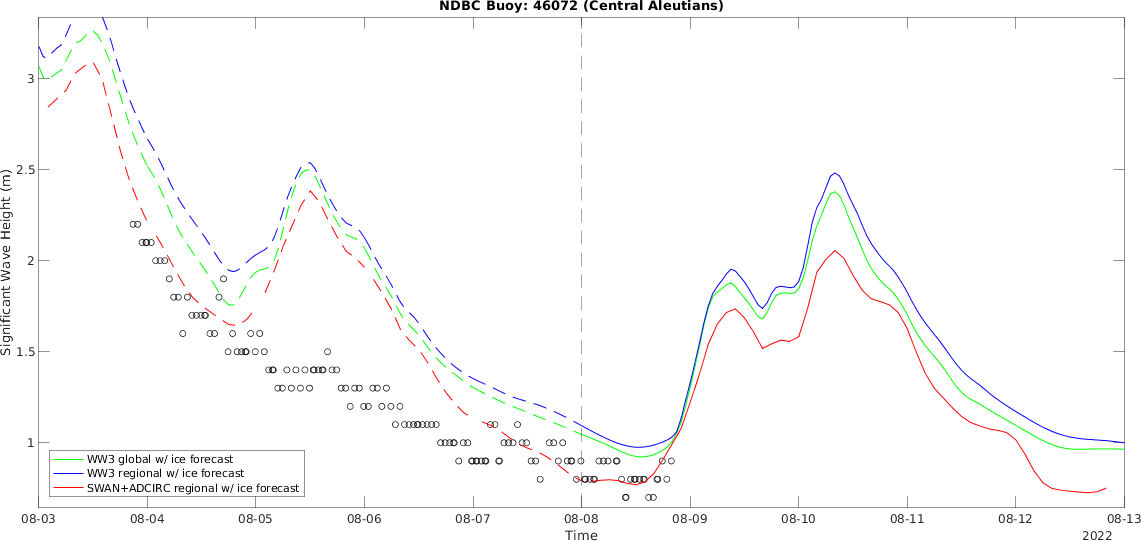 NDBC Buoy: 46072 (Central Aleutians)
Significant Wave Height (m)
3
2.5
2
1.5
1
WW3 global w/ ice forecast
WW3 regional w/ ice forecast
SWAN+ADCIRC regional w/ ice forecast
08-03 08-04 08-05 08-06 08-07 08-08 08-09 08-10 08-11 08-12 08-13
Time
2022